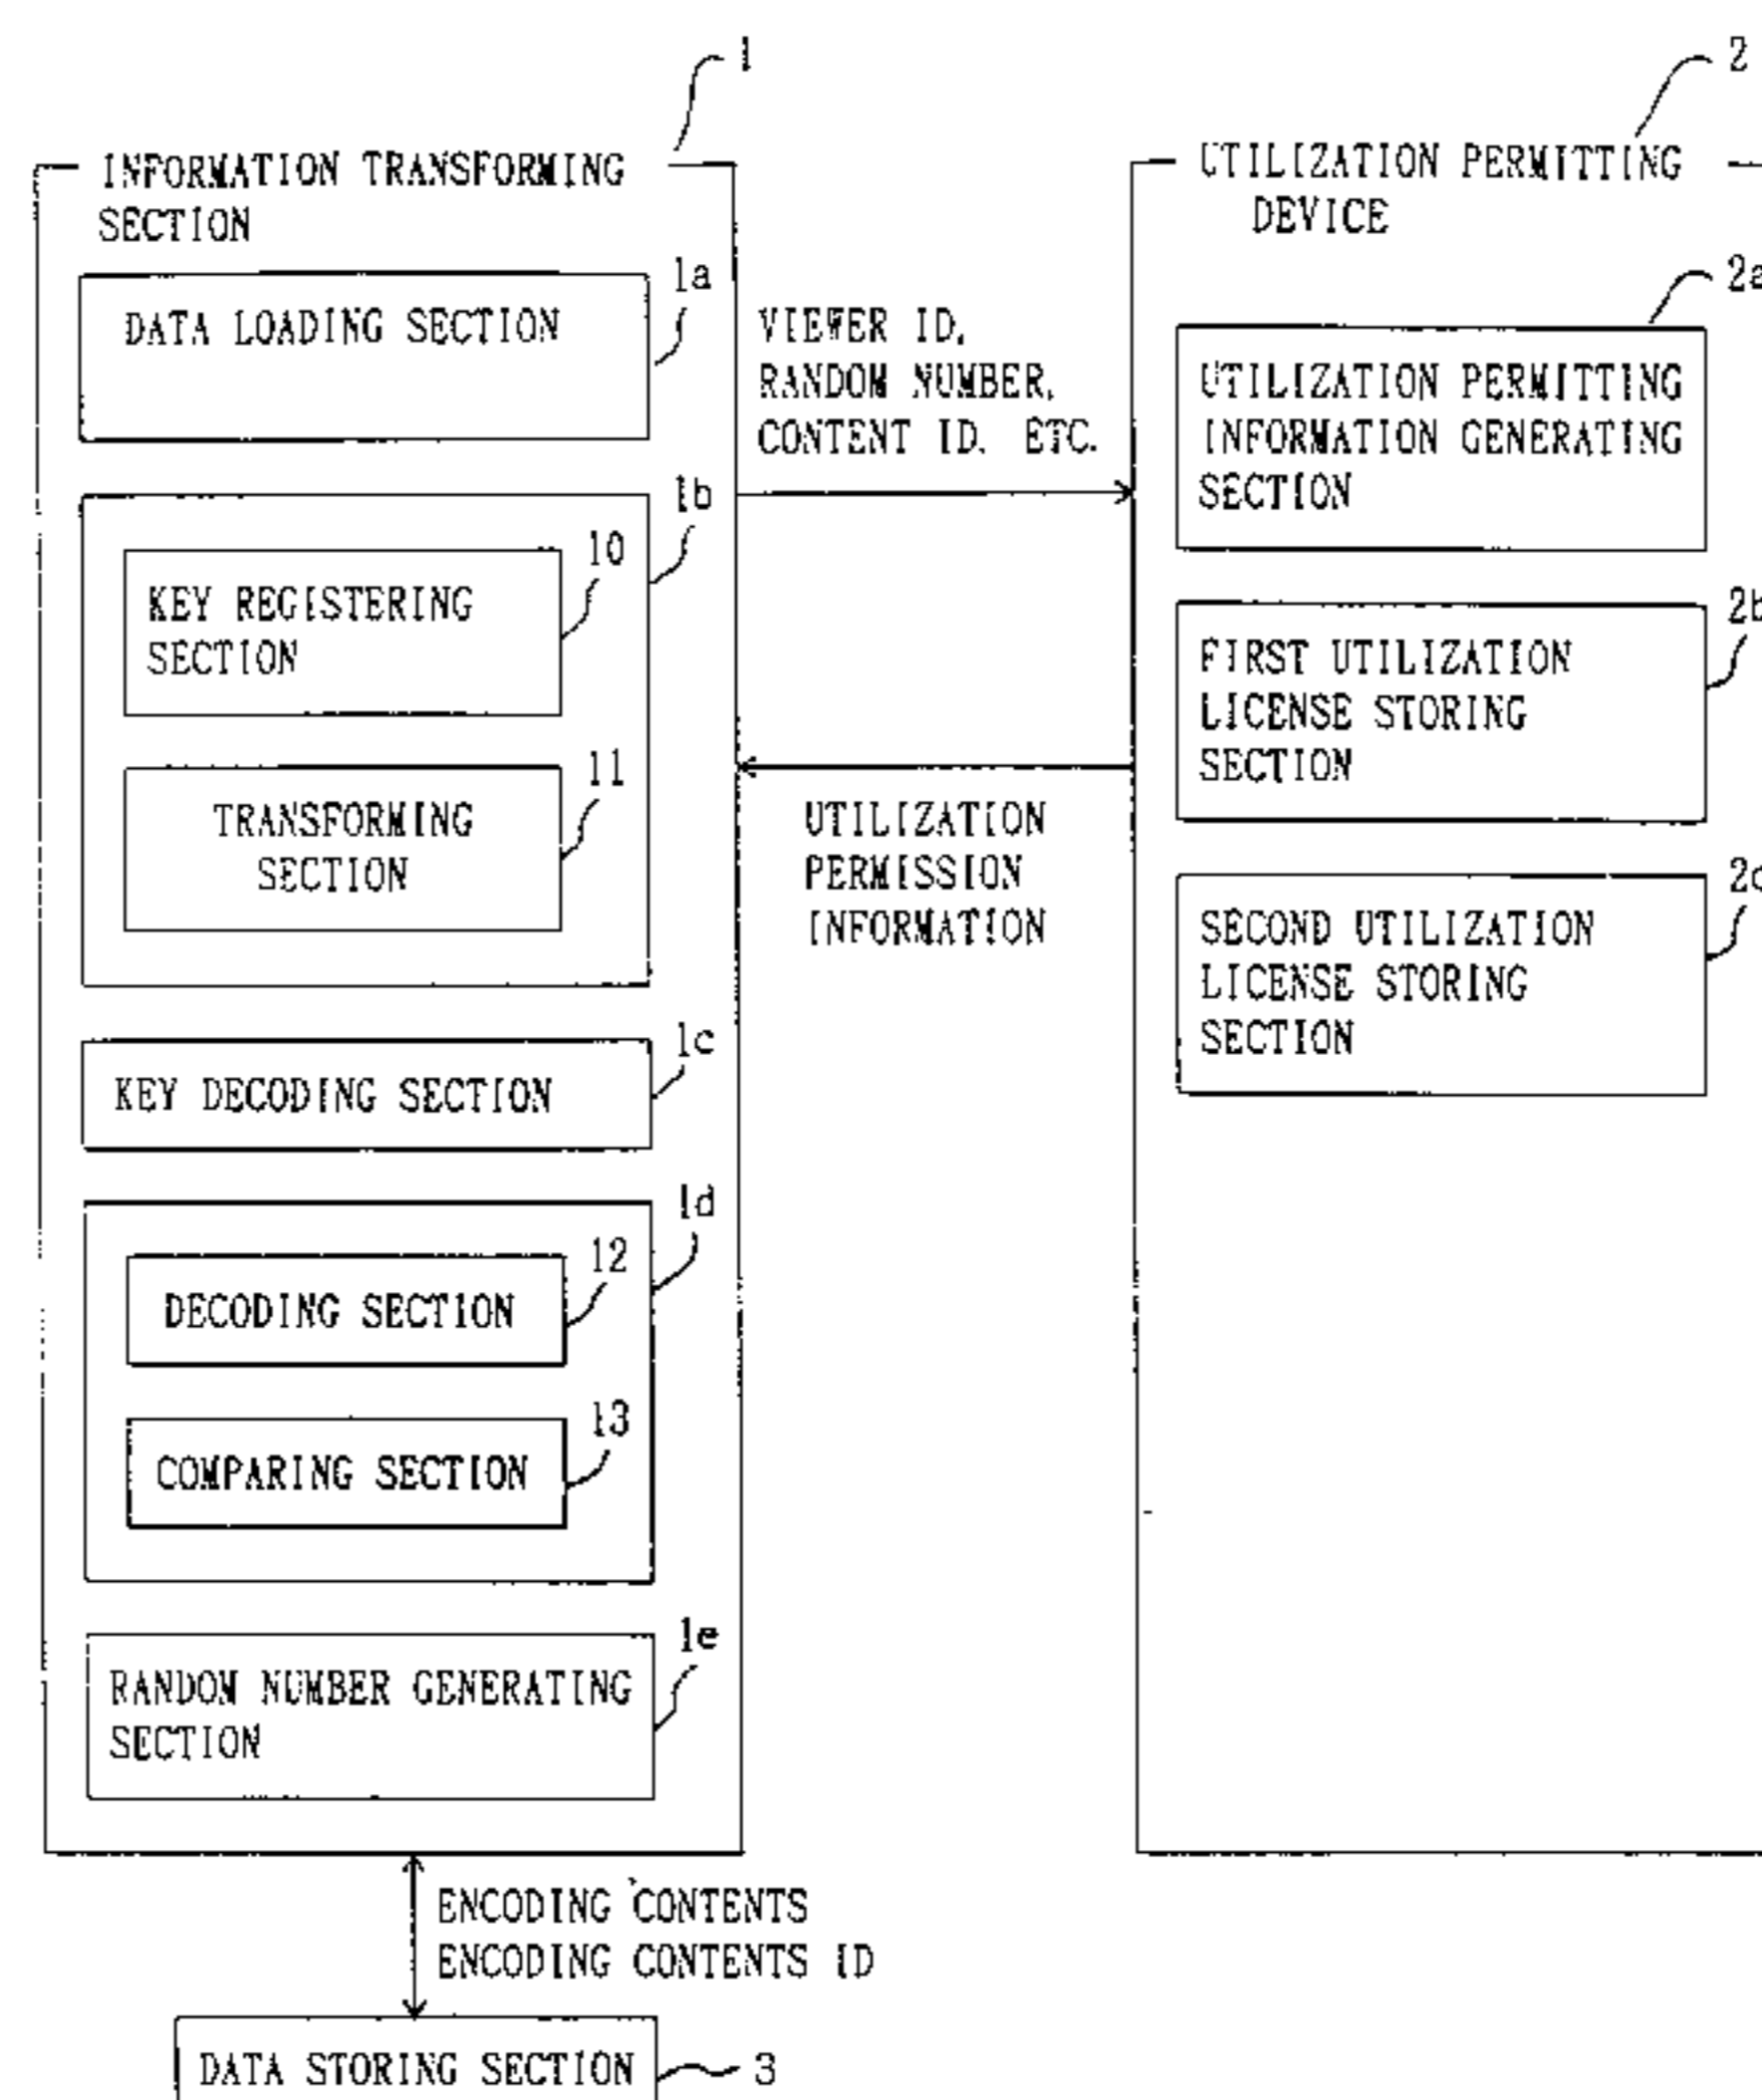 1
INFORMATION TRANSFORMING
SECTION
1a
DATA LOADING SECTION
1b
10
KEY REGISTERING
SECTION
11
TRANSFORMING
SECTION
1c
KEY DECODING SECTION
1d
12
DECODING SECTION
13
COMPARING SECTION
1e
RANDOM NUMBER GENERATING
SECTION
VIEWER ID,
RANDOM NUMBER,
CONTENT ID, ETC.
UTILIZATION
PERMISSION
INFORMATION
2
UTILIZATION PERMITTING
DEVICE
2a
UTILIZATION PERMITTING
INFORMATION GENERATING
SECTION
2b
FIRST UTILIZATION
LICENSE STORING
SECTION
2c
SECOND UTILIZATION
LICENSE STORING
SECTION
ENCODING CONTENTS
ENCODING CONTENTS ID
DATA STORING SECTION
3